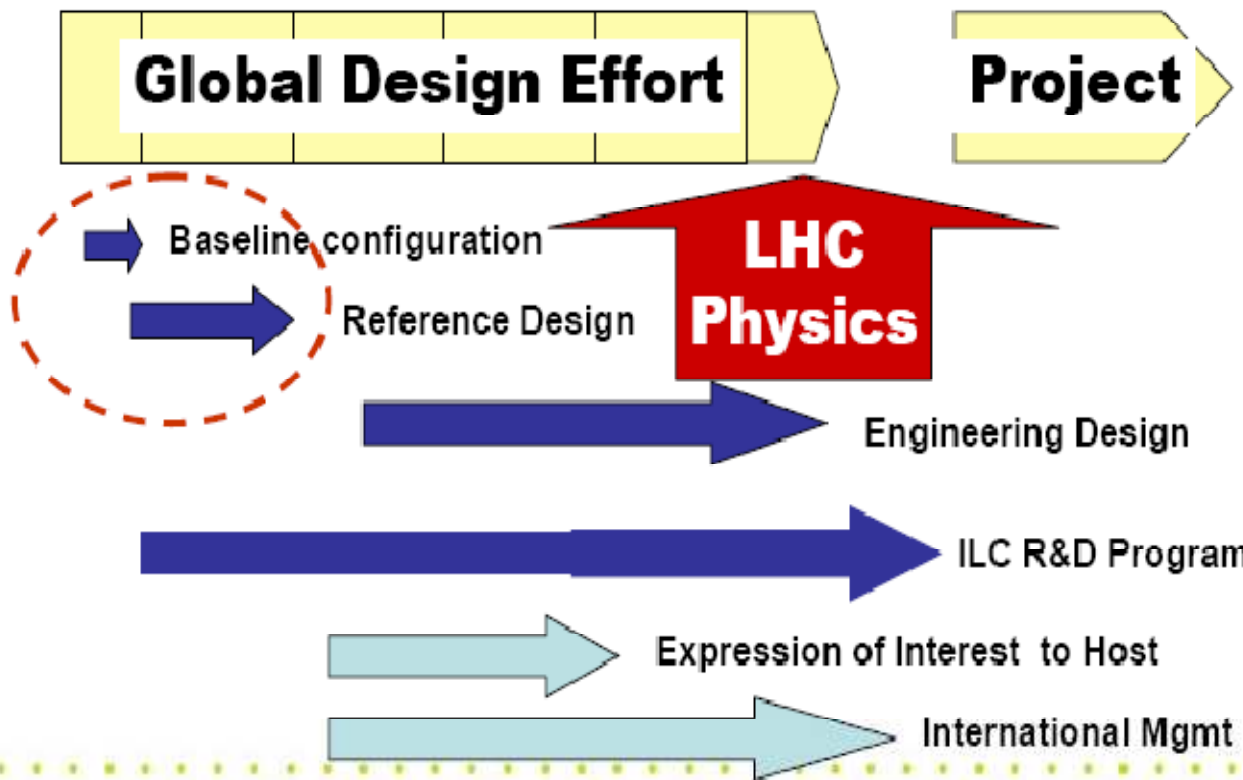 Global Design Effort
Project
Baseline configuration
LHC
Physics
Reference Design
Engineering Design
ILC R&D Program
Expression of Interest to Host
International Mgmt